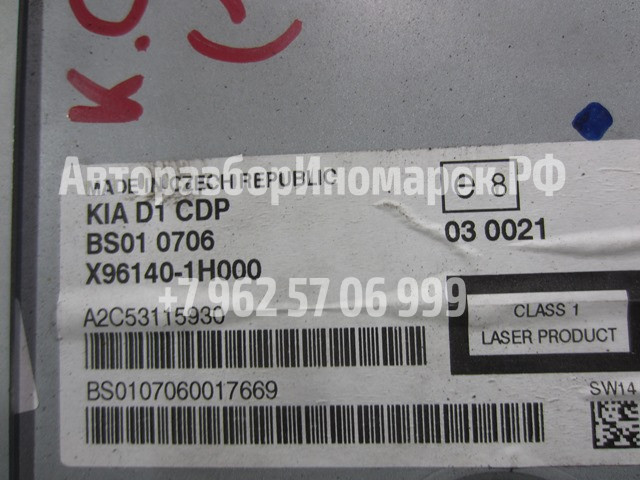 K.O
АвторазборИномарок.РФ
MADE IN CZECH REPUBLIC
e 8
KIA D1 CDP
BS01 0706
03 0021
X96140-1H000
+7 962 57 06 999
A2C53115930
CLASS 1
LASER PRODUCT
BS0107060017669
SW14